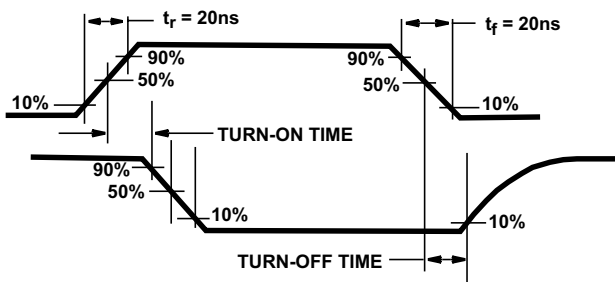 tr = 20ns
tf = 20ns
90%
50%
10%
90%
50%
10%
TURN-ON TIME
90%
50%
10%
10%
TURN-OFF TIME